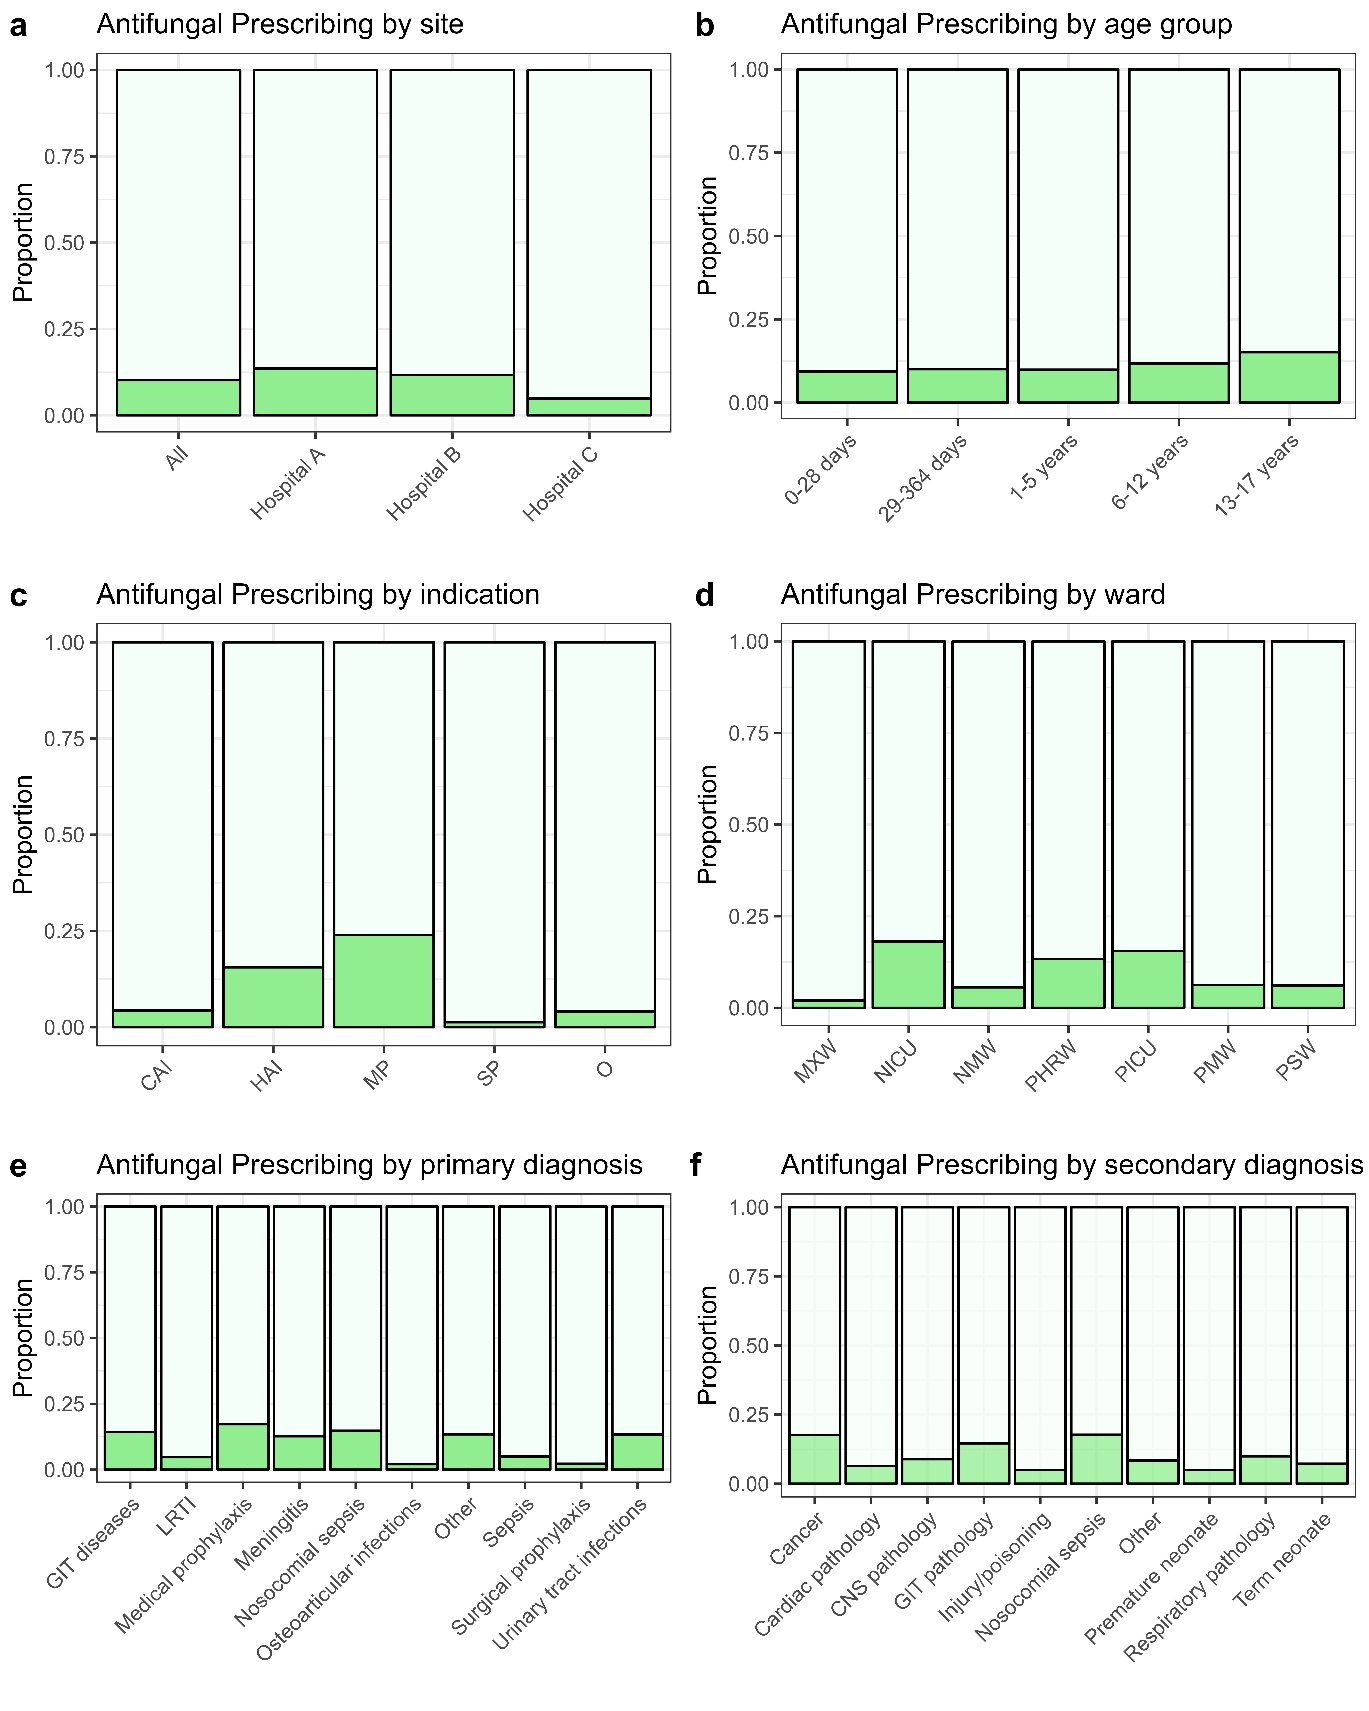 a Antifungal Prescribing by site
1.00
0.75
0.50
0.25
0.00
Proportion
All
Hospital A
Hospital B
Hospital C
b Antifungal Prescribing by age group
1.00
0.75
0.50
0.25
0.00
Proportion
0-28 days
29-364 days
1-5 years
6-12 years
13-17 years
c Antifungal Prescribing by indication
1.00
0.75
0.50
0.25
0.00
Proportion
CAI
HAI
MP
SP
O
d Antifungal Prescribing by ward
1.00
0.75
0.50
0.25
0.00
Proportion
MXW
NICU
NMW
PHRW
PICU
PMW
PSW
e Antifungal Prescribing by primary diagnosis
1.00
0.75
0.50
0.25
0.00
Proportion
GIT diseases
LRTI
Medical prophylaxis
Meningitis
Nosocomial sepsis
Osteoarticular infections
Other
Sepsis
Surgical prophylaxis
Urinary tract infections
f Antifungal Prescribing by secondary diagnosis
1.00
0.75
0.50
0.25
0.00
Proportion
Cancer
Cardiac pathology
CNS pathology
GIT pathology
Injury/poisoning
Nosocomial sepsis
Other
Premature neonate
Respiratory pathology
Term neonate